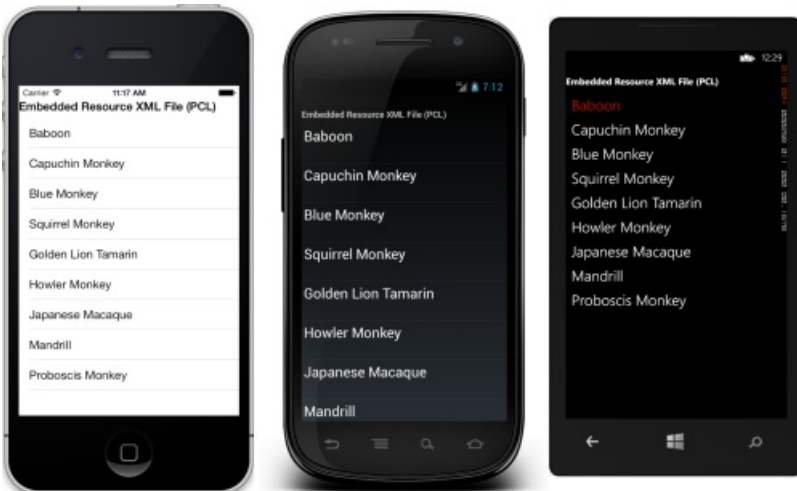 Carrier 11:17 AM
Embedded Resource XML File (PCL)
Baboon
Capuchin Monkey
Blue Monkey
Squirrel Monkey
Golden Lion Tamarin
Howler Monkey
Japanese Macaque
Mandrill
Proboscis Monkey
7:12
Embedded Resource XML File (PCL)
Baboon
Capuchin Monkey
Blue Monkey
Squirrel Monkey
Golden Lion Tamarin
Howler Monkey
Japanese Macaque
Mandrill
12:29
Embedded Resource XML File (PCL)
Baboon
Capuchin Monkey
Blue Monkey
Squirrel Monkey
Golden Lion Tamarin
Howler Monkey
Japanese Macaque
Mandrill
Proboscis Monkey